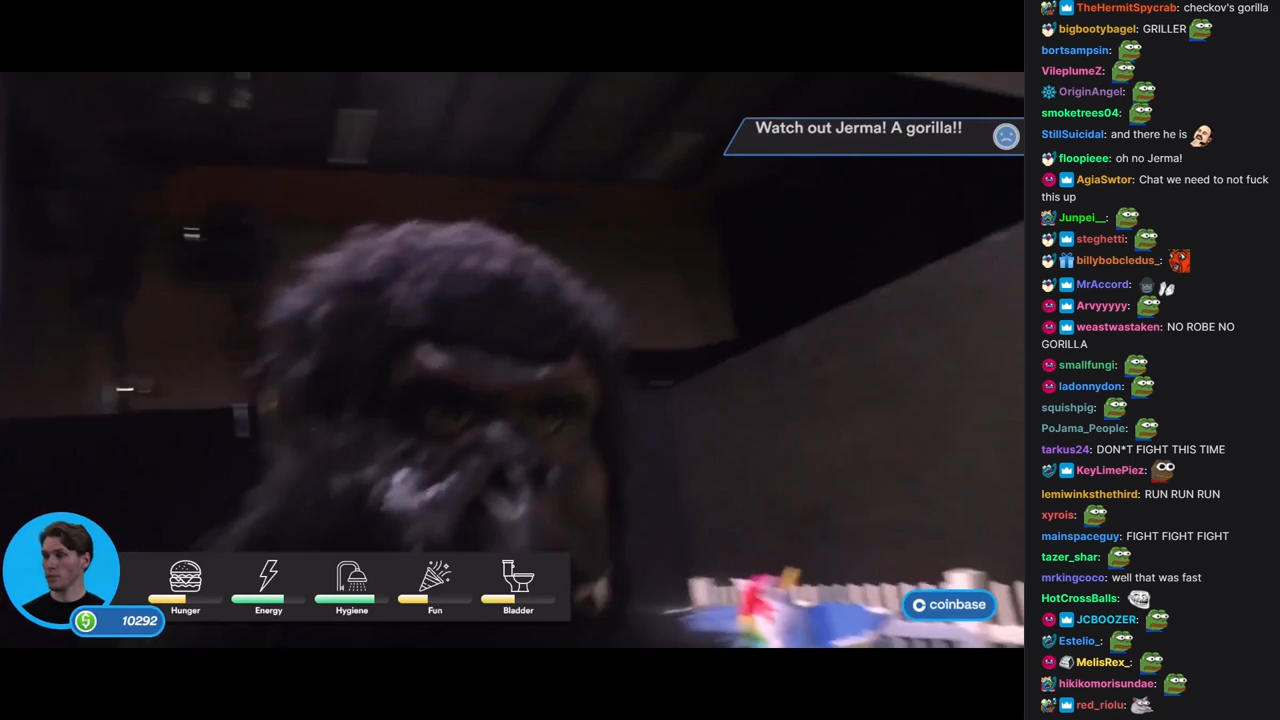 Watch out Jerma! A gorilla!!
Hunger
Energy
Hygiene
Fun
Bladder
10292
coinbase
TheHermitSpycrab: checkov's gorilla
bigbootybagel: GRILLER
bortsampsin:
VileplumeZ:
OriginAngel:
smoketrees04:
StillSuicidal: and there he is
floopieee: oh no Jerma!
AgiaSwtor: Chat we need to not fuck
this up
Junpei__:
steghetti:
billybobcledus_:
MrAccord:
Arvyyyyy:
weastwastaken: NO ROBE NO
GORILLA
smallfungi:
ladonnydon:
squishpig:
PoJama_People:
tarkus24: DON*T FIGHT THIS TIME
KeyLimePiez:
lemiwinksthethird: RUN RUN RUN
xyrois:
mainspaceguy: FIGHT FIGHT FIGHT
tazer_shar:
mrkingcoco: well that was fast
HotCrossBalls:
JCBOOZER:
Estelio_:
MelisRex_:
hikikomorisundae:
red_riolu: